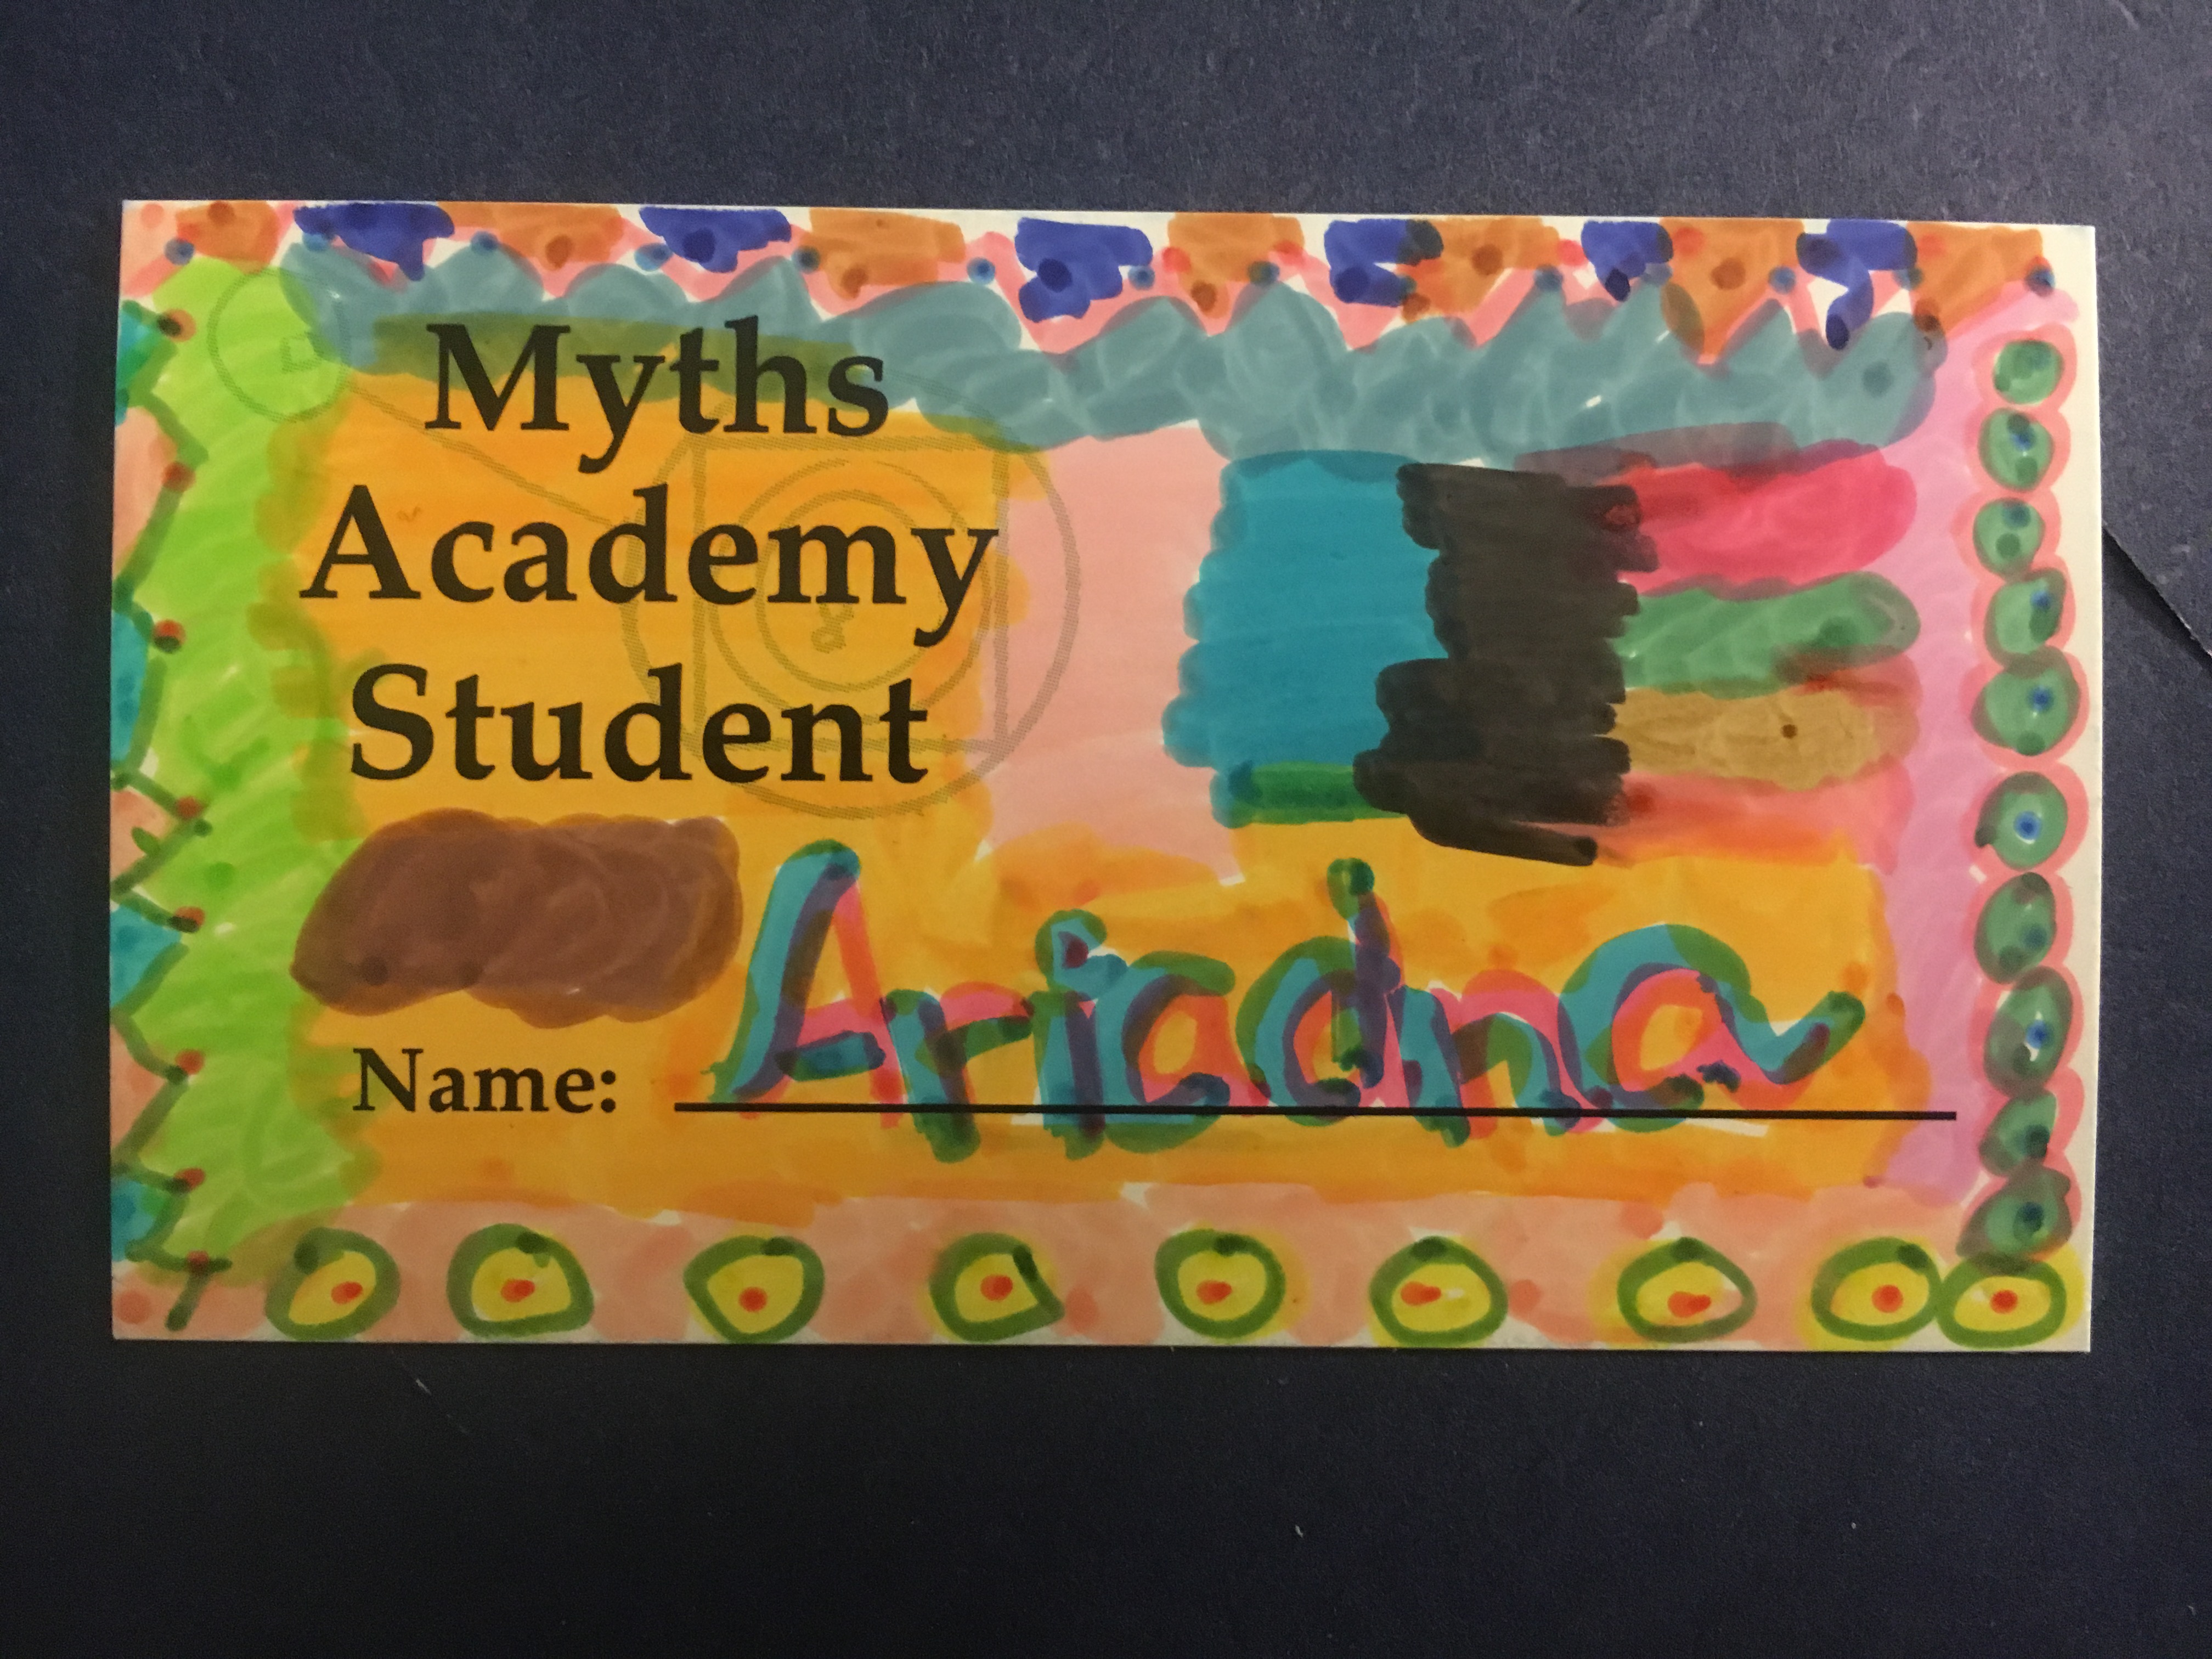 Myths
Academy
Student
Name: Ariadna